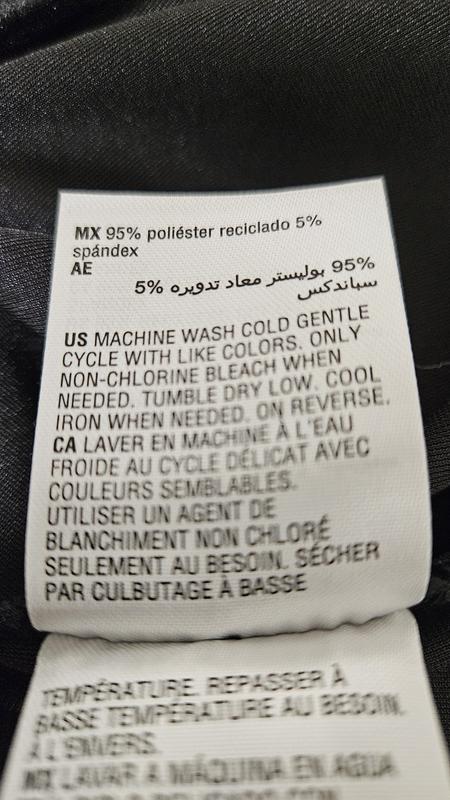 MX 95% poliéster reciclado 5%
spándex
AE
95% بوليستر معاد تدويره 5%
سباندكس
US MACHINE WASH COLD GENTLE
CYCLE WITH LIKE COLORS. ONLY
NON-CHLORINE BLEACH WHEN
NEEDED. TUMBLE DRY LOW. COOL
IRON WHEN NEEDED. ON REVERSE.
CA LAVER EN MACHINE À L'EAU
FROIDE AU CYCLE DÉLICAT AVEC
COULEURS SEMBLABLES.
UTILISER UN AGENT DE
BLANCHIMENT NON CHLORÉ
SEULEMENT AU BESOIN. SÉCHER
PAR CULBUTAGE À BASSE
TEMPÉRATURE. REPASSER À
BASSE TEMPÉRATURE AU BESOIN.
À L'ENVERS.
MX LAVAR A MÁQUINA EN AGUA